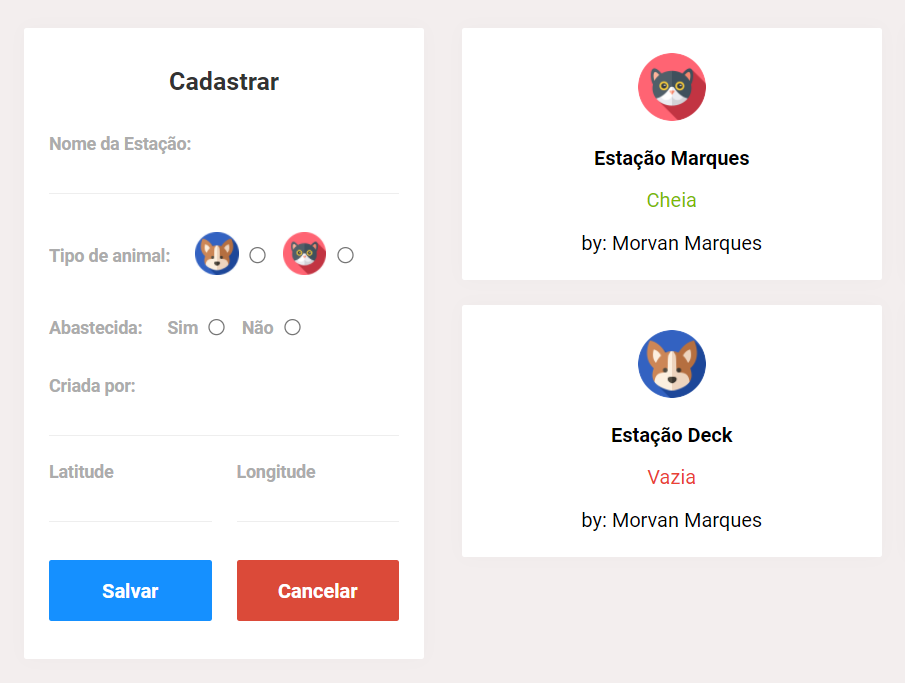 Cadastrar
Nome da Estação:
Tipo de animal:
Abastecida: Sim Não
Criada por:
Latitude Longitude
Salvar Cancelar
Estação Marques
Cheia
by: Morvan Marques
Estação Deck
Vazia
by: Morvan Marques